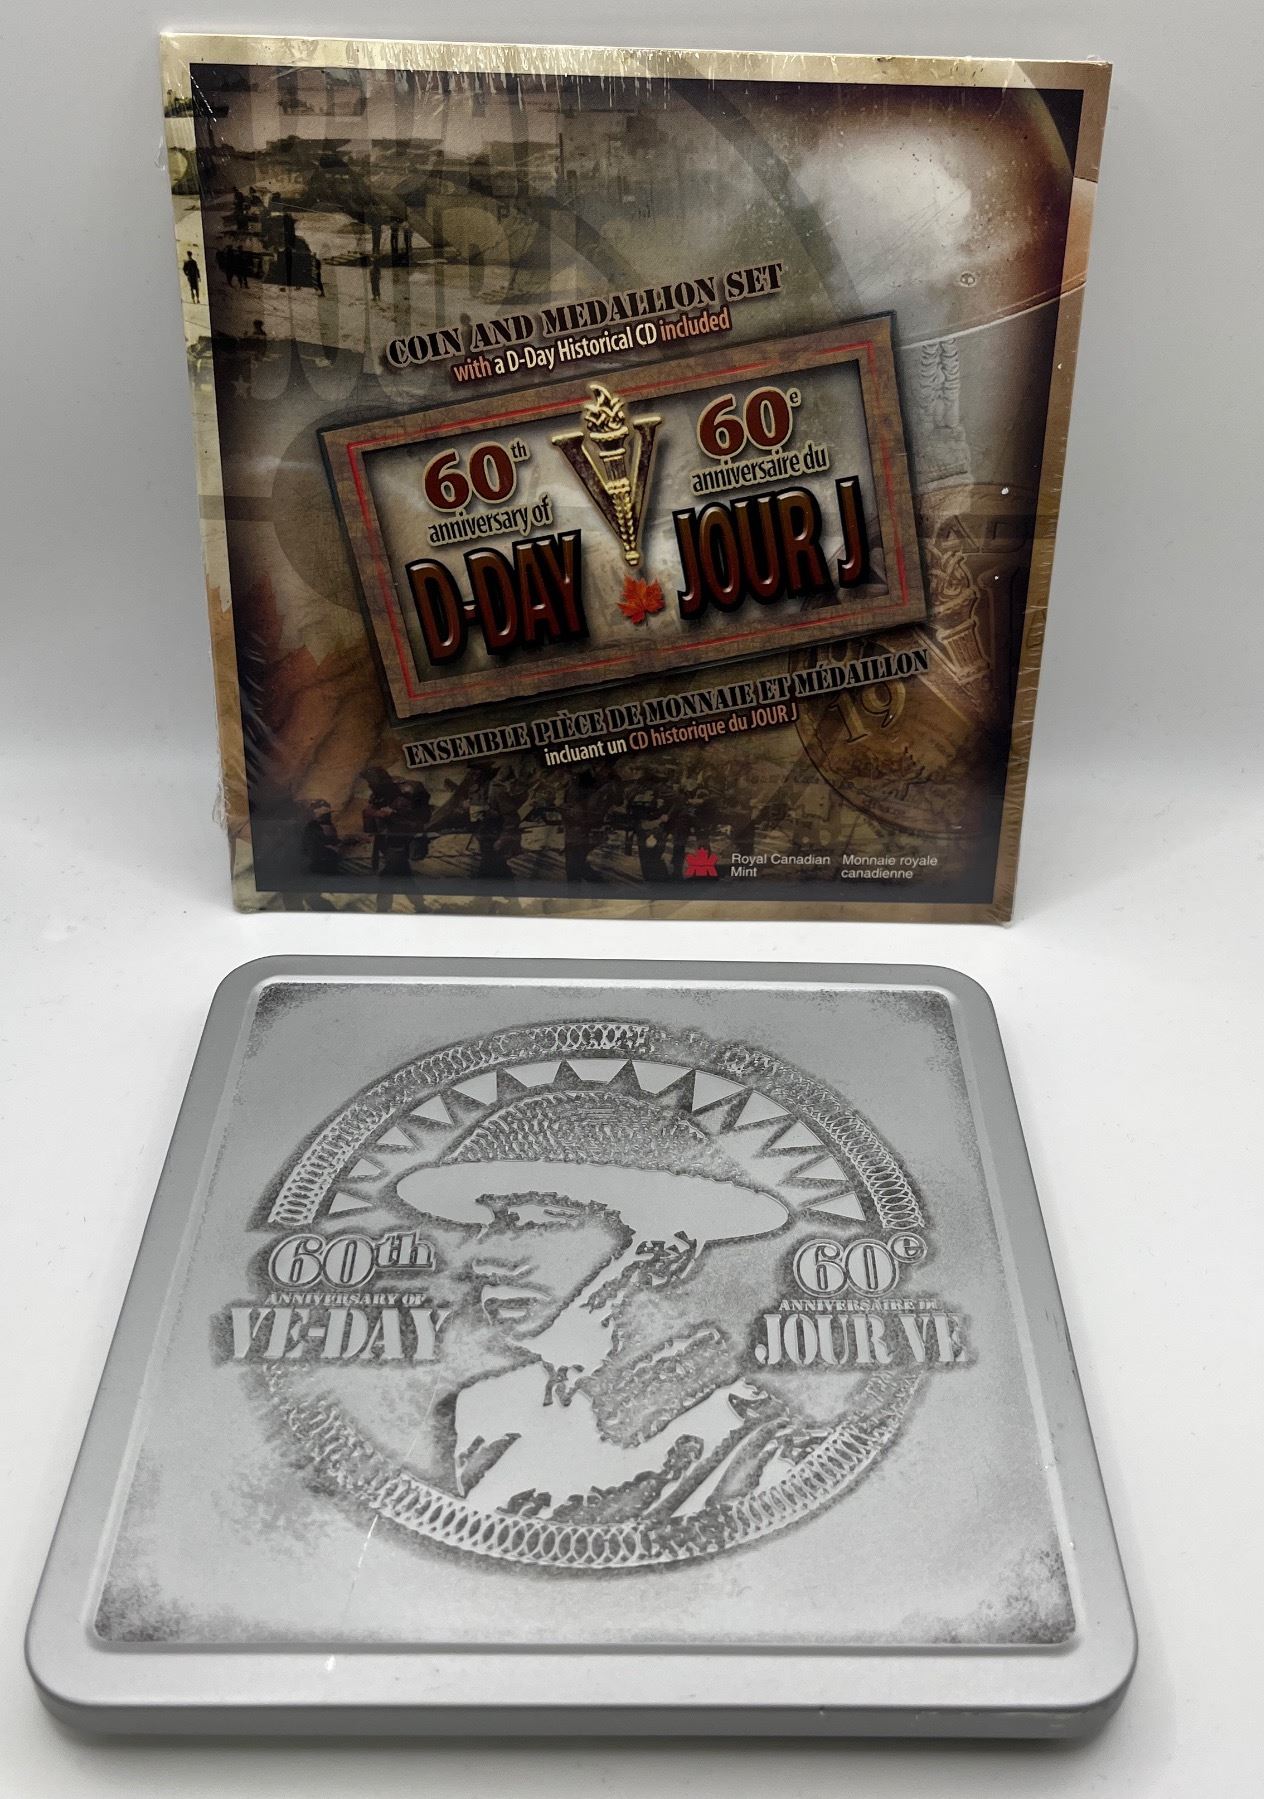 COIN AND MEDALLION SET
with a D-Day Historical CD included
60th
anniversary of
D-DAY
60e
anniversaire du
JOUR J
ENSEMBLE PIÈCE DE MONNAIE ET MÉDAILLON
incluant un CD historique du JOUR J
19
Royal Canadian
Mint
Monnaie royale
canadienne
60th
ANNIVERSARY OF
VE-DAY
60e
ANNIVERSAIRE DU
JOUR VE